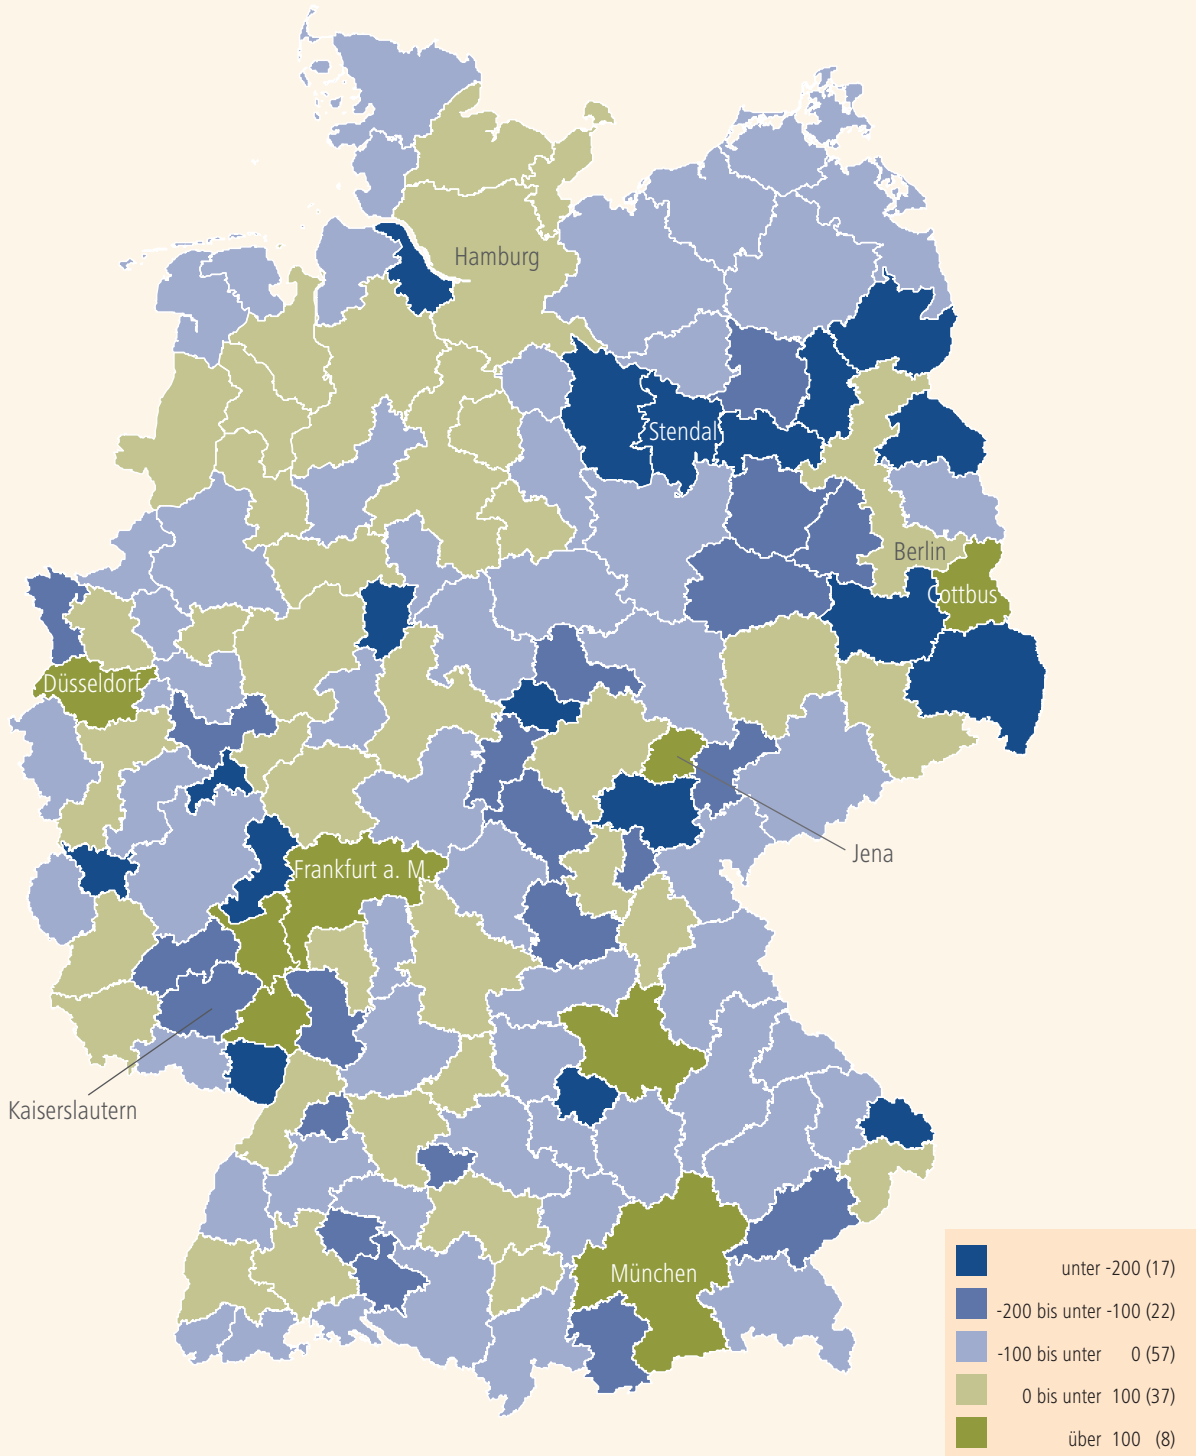 Hamburg
Stendal
Berlin
Cottbus
Düsseldorf
Jena
Frankfurt a. M.
Kaiserslautern
München
unter -200 (17)
-200 bis unter -100 (22)
-100 bis unter 0 (57)
0 bis unter 100 (37)
über 100 (8)